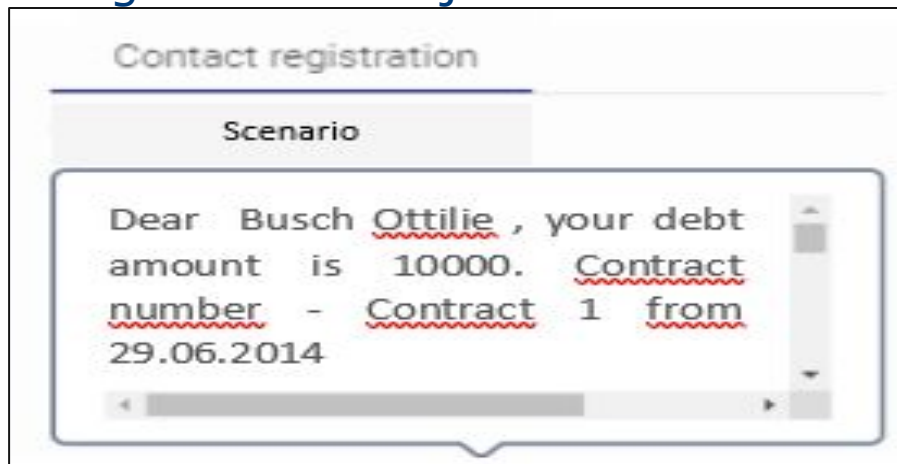 Contact registration
Scenario
Dear Busch Ottilie , your debt
amount is 10000. Contract
number - Contract 1 from
29.06.2014